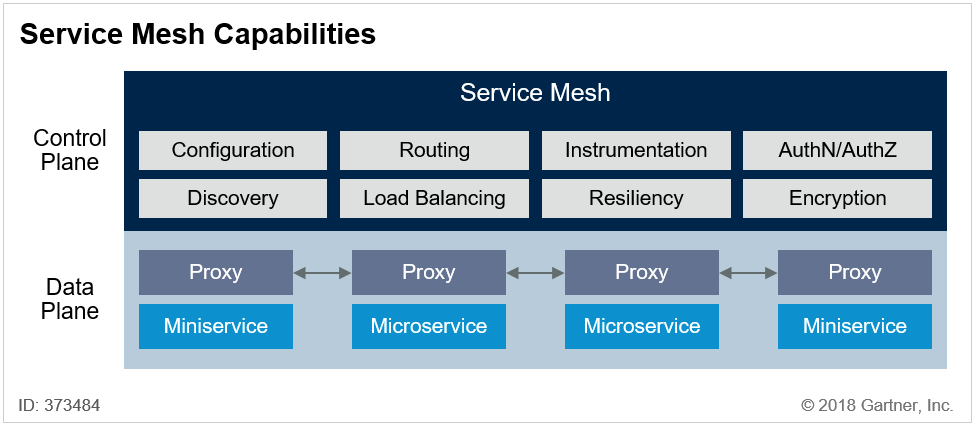 Service Mesh Capabilities
Service Mesh
Control
Plane
Configuration
Routing
Instrumentation
AuthN/AuthZ
Discovery
Load Balancing
Resiliency
Encryption
Data
Plane
Proxy
Proxy
Proxy
Proxy
Miniservice
Microservice
Microservice
Miniservice
ID: 373484
© 2018 Gartner, Inc.